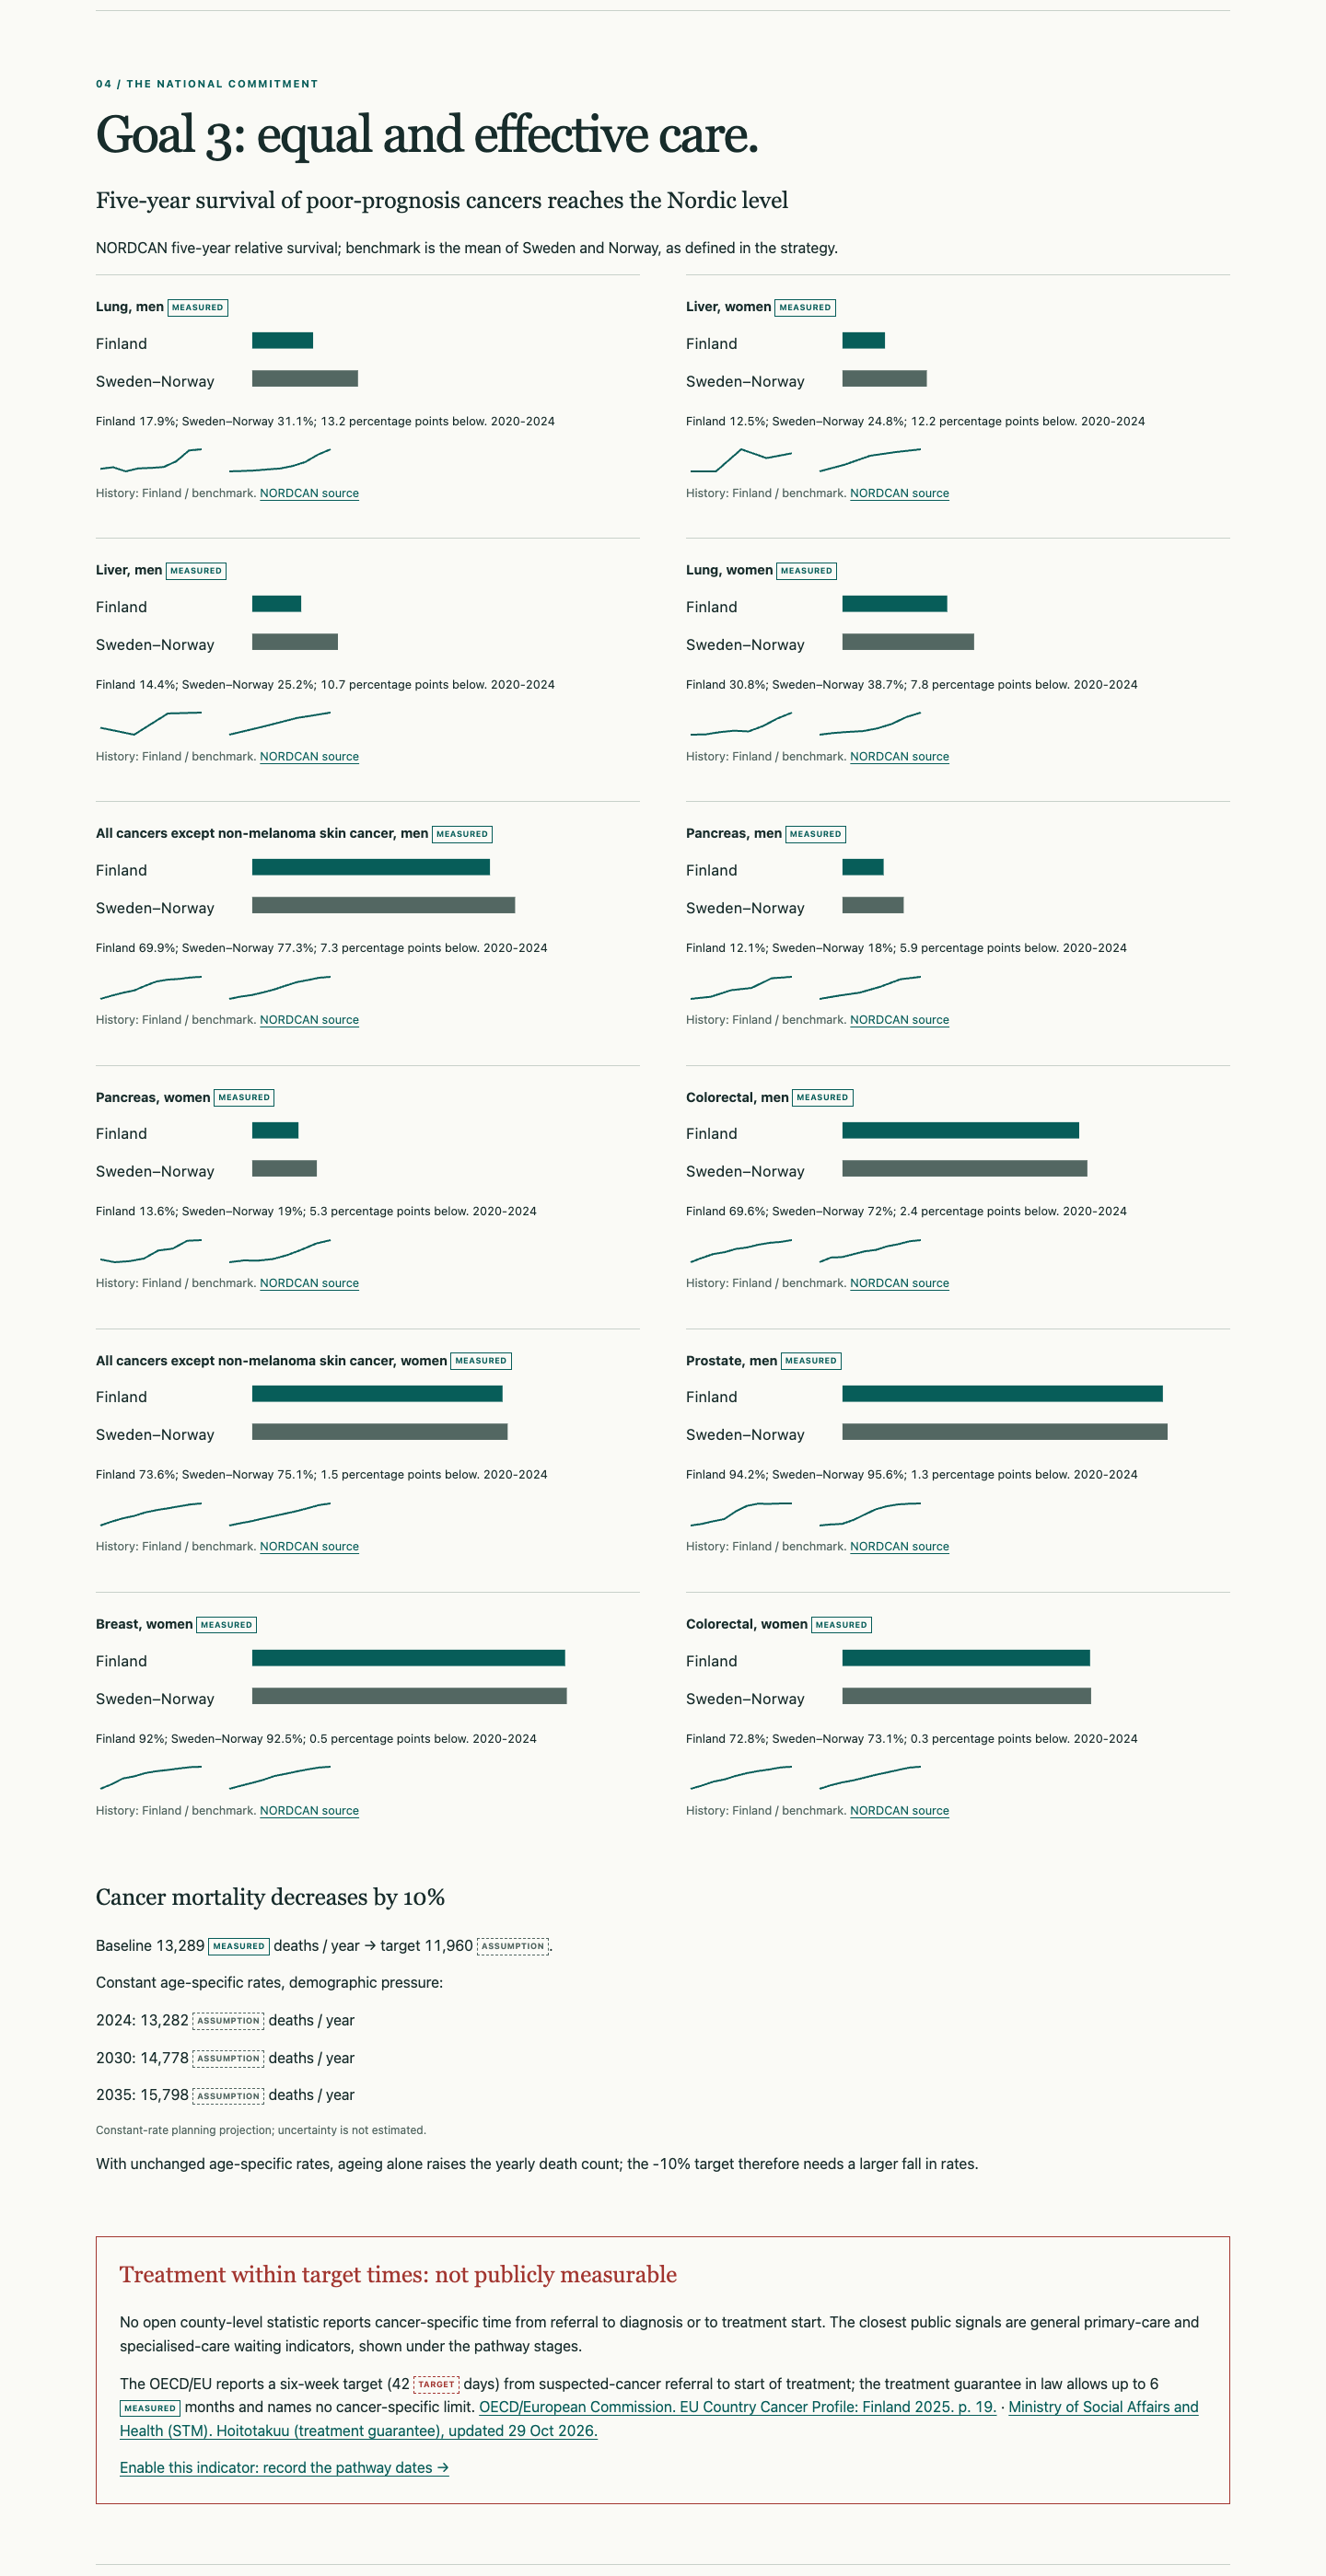 04 / THE NATIONAL COMMITMENT
Goal 3: equal and effective care.
Five-year survival of poor-prognosis cancers reaches the Nordic level
NORDCAN five-year relative survival; benchmark is the mean of Sweden and Norway, as defined in the strategy.
Lung, men MEASURED
Finland
Sweden–Norway
Finland 17.9%; Sweden–Norway 31.1%; 13.2 percentage points below. 2020-2024
History: Finland / benchmark. NORDCAN source
Liver, women MEASURED
Finland
Sweden–Norway
Finland 12.5%; Sweden–Norway 24.8%; 12.2 percentage points below. 2020-2024
History: Finland / benchmark. NORDCAN source
Liver, men MEASURED
Finland
Sweden–Norway
Finland 14.4%; Sweden–Norway 25.2%; 10.7 percentage points below. 2020-2024
History: Finland / benchmark. NORDCAN source
Lung, women MEASURED
Finland
Sweden–Norway
Finland 30.8%; Sweden–Norway 38.7%; 7.8 percentage points below. 2020-2024
History: Finland / benchmark. NORDCAN source
All cancers except non-melanoma skin cancer, men MEASURED
Finland
Sweden–Norway
Finland 69.9%; Sweden–Norway 77.3%; 7.3 percentage points below. 2020-2024
History: Finland / benchmark. NORDCAN source
Pancreas, men MEASURED
Finland
Sweden–Norway
Finland 12.1%; Sweden–Norway 18%; 5.9 percentage points below. 2020-2024
History: Finland / benchmark. NORDCAN source
Pancreas, women MEASURED
Finland
Sweden–Norway
Finland 13.6%; Sweden–Norway 19%; 5.3 percentage points below. 2020-2024
History: Finland / benchmark. NORDCAN source
Colorectal, men MEASURED
Finland
Sweden–Norway
Finland 69.6%; Sweden–Norway 72%; 2.4 percentage points below. 2020-2024
History: Finland / benchmark. NORDCAN source
All cancers except non-melanoma skin cancer, women MEASURED
Finland
Sweden–Norway
Finland 73.6%; Sweden–Norway 75.1%; 1.5 percentage points below. 2020-2024
History: Finland / benchmark. NORDCAN source
Prostate, men MEASURED
Finland
Sweden–Norway
Finland 94.2%; Sweden–Norway 95.6%; 1.3 percentage points below. 2020-2024
History: Finland / benchmark. NORDCAN source
Breast, women MEASURED
Finland
Sweden–Norway
Finland 92%; Sweden–Norway 92.5%; 0.5 percentage points below. 2020-2024
History: Finland / benchmark. NORDCAN source
Colorectal, women MEASURED
Finland
Sweden–Norway
Finland 72.8%; Sweden–Norway 73.1%; 0.3 percentage points below. 2020-2024
History: Finland / benchmark. NORDCAN source
Cancer mortality decreases by 10%
Baseline 13,289 MEASURED deaths / year → target 11,960 ASSUMPTION.
Constant age-specific rates, demographic pressure:
2024: 13,282 ASSUMPTION deaths / year
2030: 14,778 ASSUMPTION deaths / year
2035: 15,798 ASSUMPTION deaths / year
Constant-rate planning projection; uncertainty is not estimated.
With unchanged age-specific rates, ageing alone raises the yearly death count; the -10% target therefore needs a larger fall in rates.
Treatment within target times: not publicly measurable
No open county-level statistic reports cancer-specific time from referral to diagnosis or to treatment start. The closest public signals are general primary-care and
specialised-care waiting indicators, shown under the pathway stages.
The OECD/EU reports a six-week target (42 TARGET days) from suspected-cancer referral to start of treatment; the treatment guarantee in law allows up to 6
MEASURED months and names no cancer-specific limit. OECD/European Commission. EU Country Cancer Profile: Finland 2025. p. 19. · Ministry of Social Affairs and
Health (STM). Hoitotakuu (treatment guarantee), updated 29 Oct 2026.
Enable this indicator: record the pathway dates →